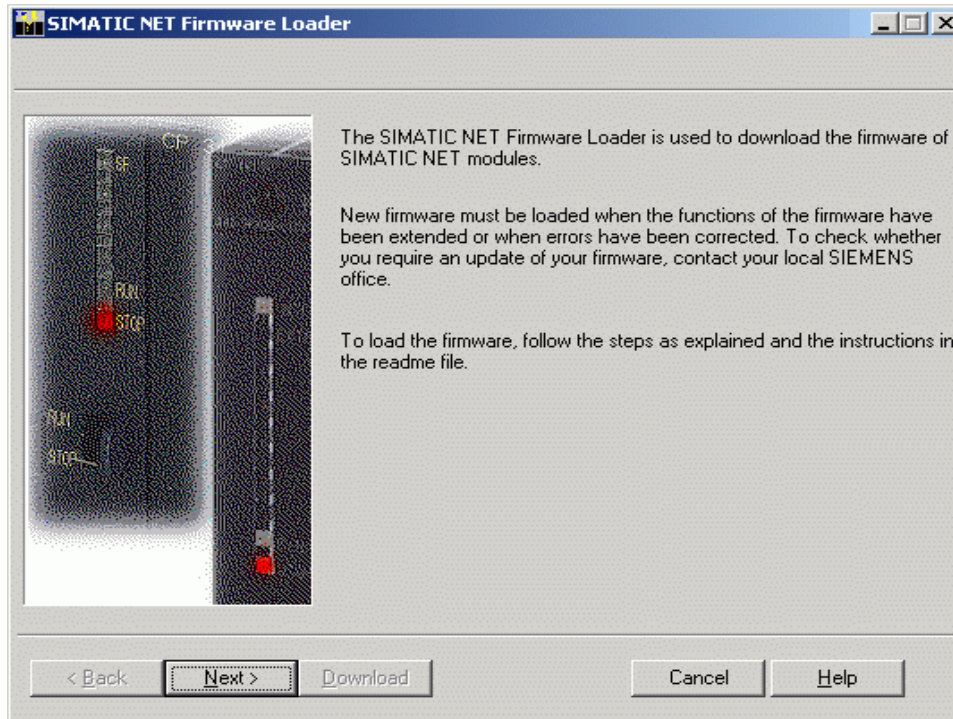 SIMATIC NET Firmware Loader
CP 3
SF
RUN
STOP
RUN
STOP
The SIMATIC NET Firmware Loader is used to download the firmware of
SIMATIC NET modules.
New firmware must be loaded when the functions of the firmware have
been extended or when errors have been corrected. To check whether
you require an update of your firmware, contact your local SIEMENS
office.
To load the firmware, follow the steps as explained and the instructions in
the readme file.
< Back
Next >
Download
Cancel
Help